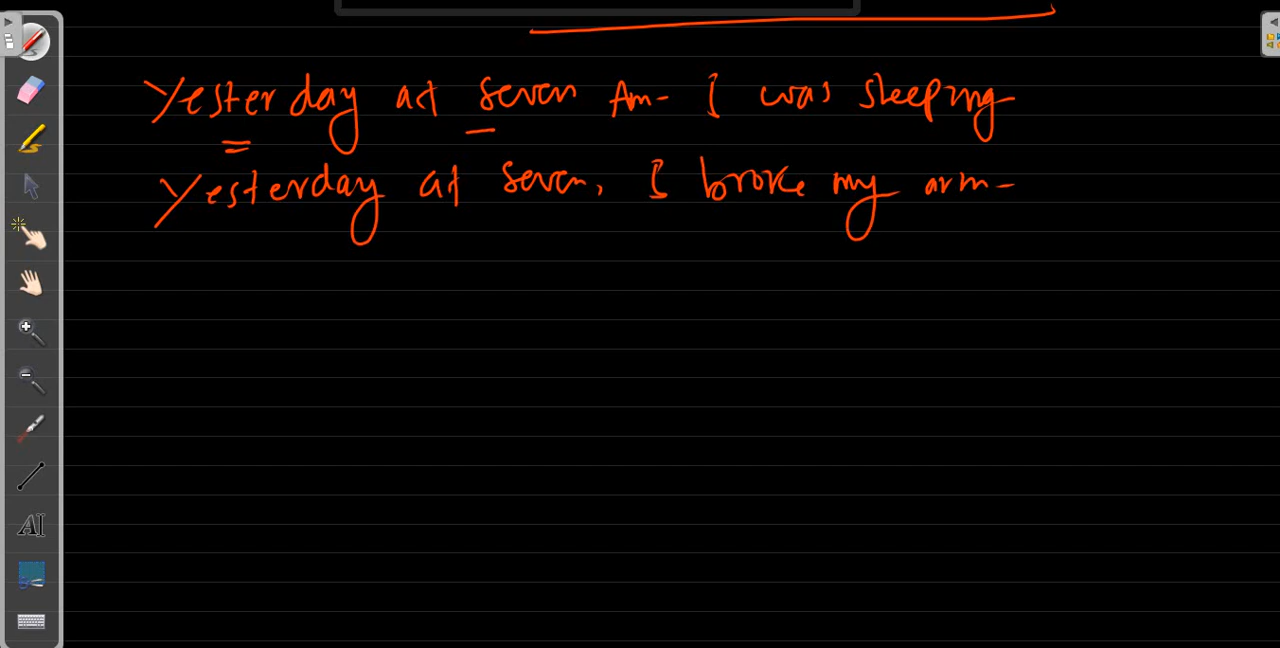 Yesterday at seven Am- I was sleeping
Yesterday at seven, I broke my arm-